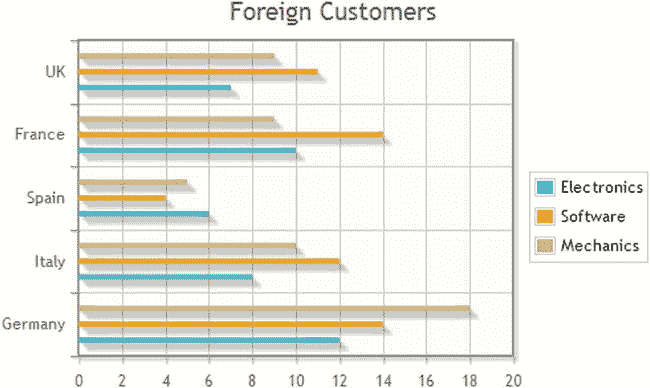 Foreign Customers
UK
France
Spain
Italy
Germany
0 2 4 6 8 10 12 14 16 18 20
Electronics
Software
Mechanics